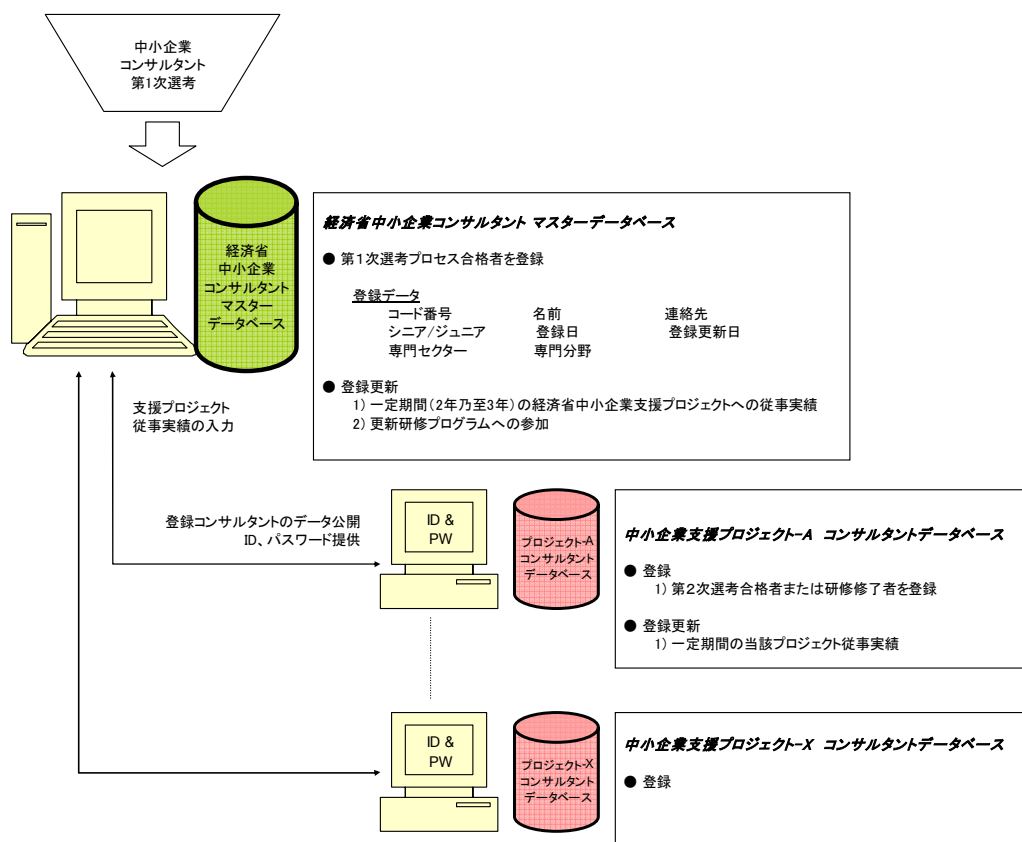 中小企業
コンサルタント
第1次選考
経済省
中小企業
コンサルタント
マスター
データベース
経済省中小企業コンサルタント マスターデータベース
● 第1次選考プロセス合格者を登録
登録データ
コード番号 名前 連絡先
シニア/ジュニア 登録日 登録更新日
専門セクター 専門分野
● 登録更新
1) 一定期間(2年乃至3年)の経済省中小企業支援プロジェクトへの従事実績
2) 更新研修プログラムへの参加
支援プロジェクト
従事実績の入力
登録コンサルタントのデータ公開
ID、パスワード提供
ID &
PW
プロジェクト-A
コンサルタント
データベース
中小企業支援プロジェクト-A コンサルタントデータベース
● 登録
1) 第2次選考合格者または研修修了者を登録
● 登録更新
1) 一定期間の当該プロジェクト従事実績
ID &
PW
プロジェクト-X
コンサルタント
データベース
中小企業支援プロジェクト-X コンサルタントデータベース
● 登録